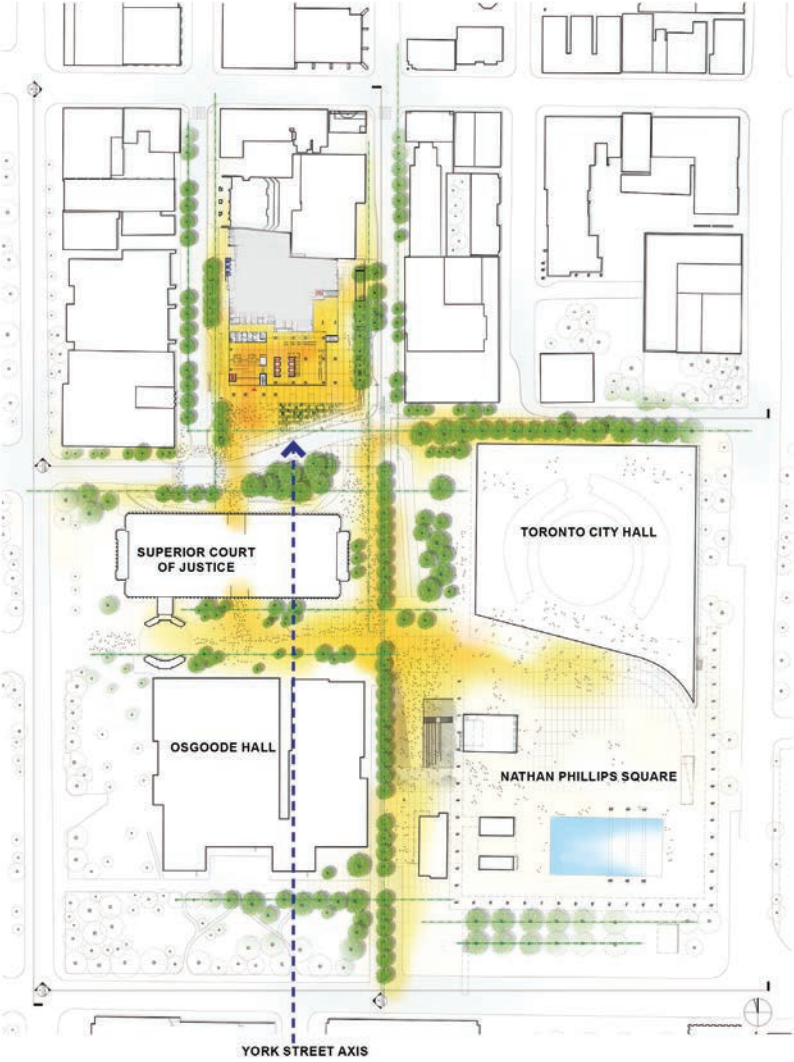 SUPERIOR COURT
OF JUSTICE
TORONTO CITY HALL
OSGOODE HALL
NATHAN PHILLIPS SQUARE
YORK STREET AXIS